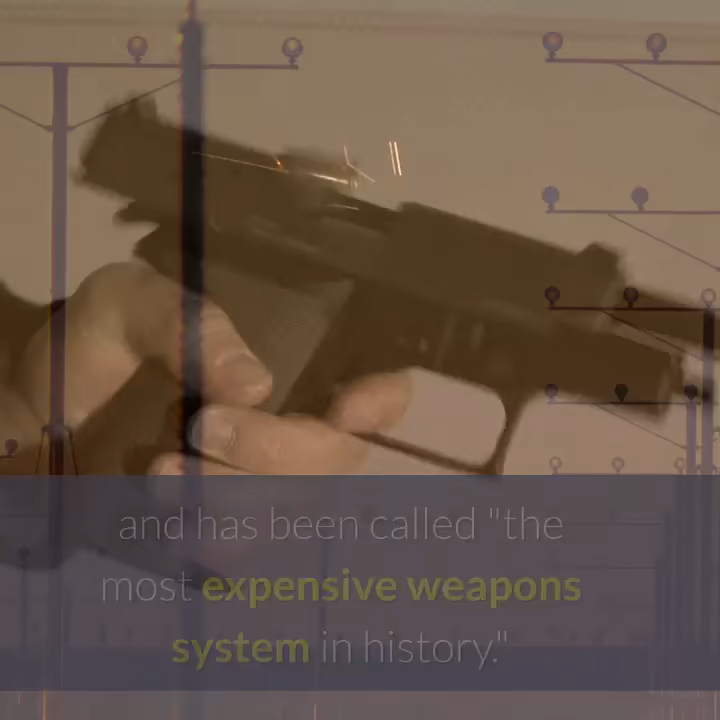 and has been called "the
most expensive weapons
system in history."